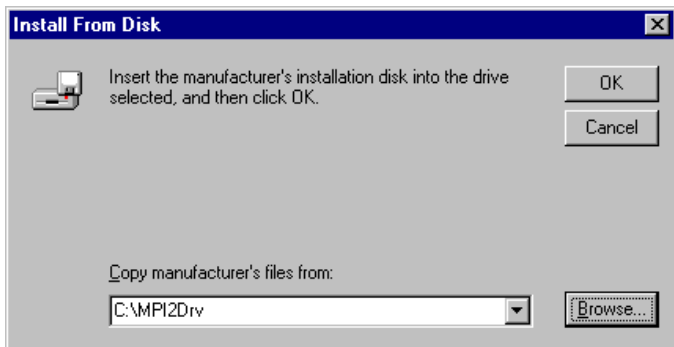 Install From Disk
Insert the manufacturer's installation disk into the drive
selected, and then click OK.
OK
Cancel
Copy manufacturer's files from:
C:\MPI2Drv
Browse...